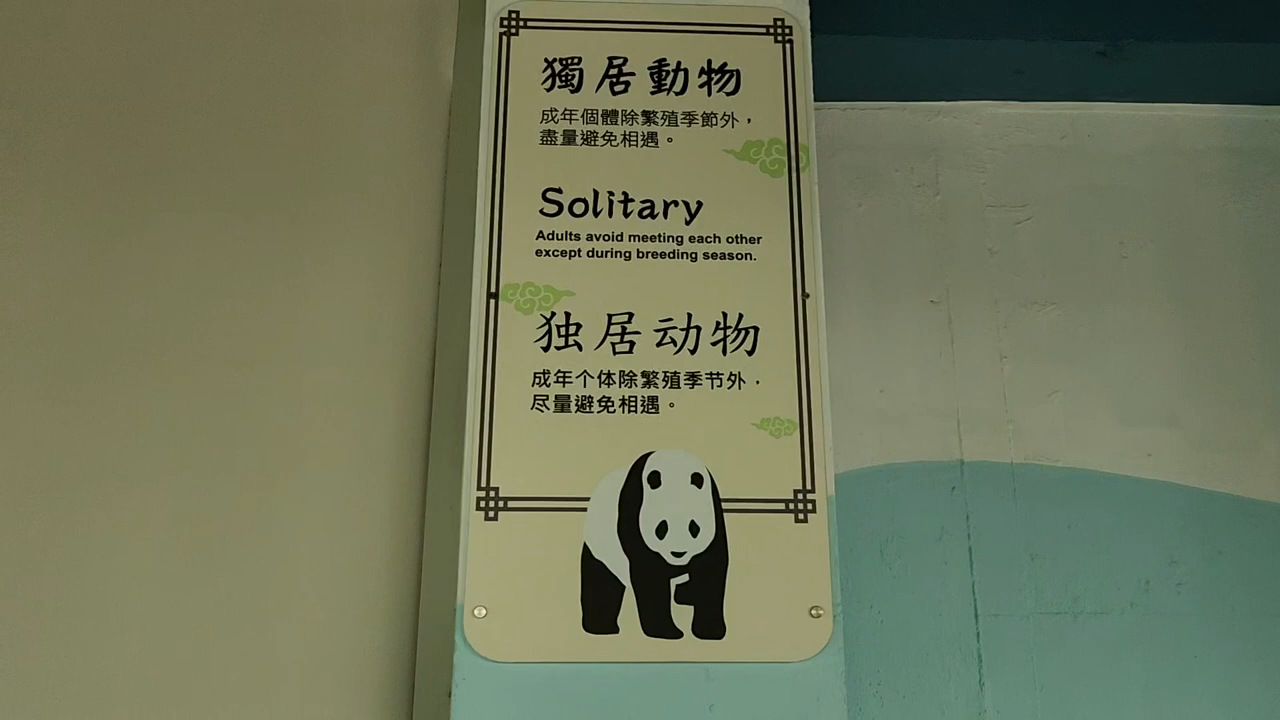 獨居動物
成年個體除繁殖季節外，
盡量避免相遇。
Solitary
Adults avoid meeting each other
except during breeding season.
独居动物
成年个体除繁殖季节外，
尽量避免相遇。